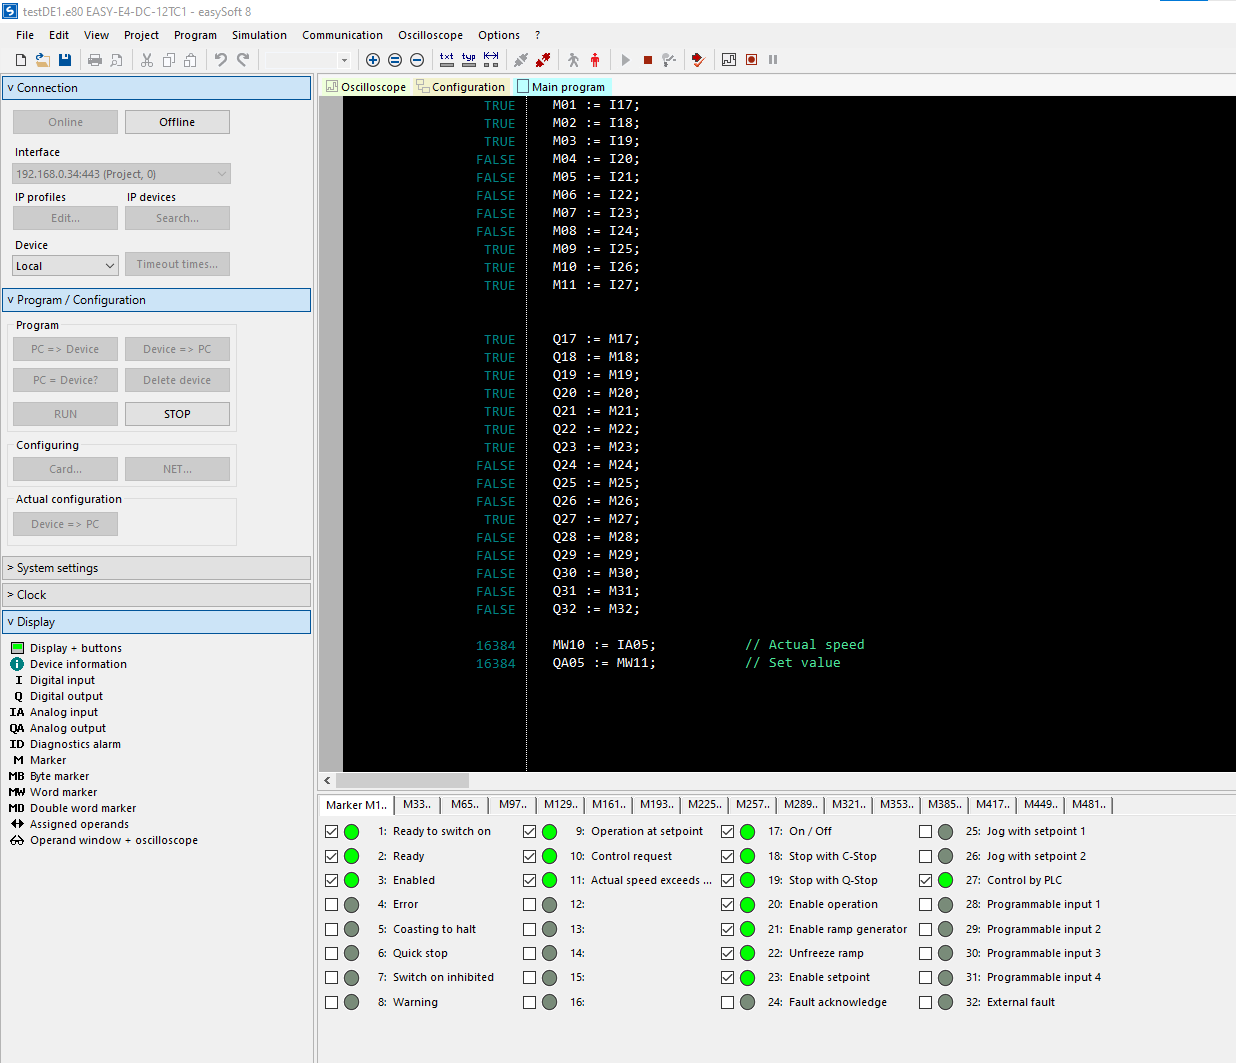 testDE1.e80 EASY-E4-DC-12TC1 - easySoft 8
File Edit View Project Program Simulation Communication Oscilloscope Options ?
txt typ
Connection
Online Offline
Interface
192.168.0.34:443 (Project, 0)
IP profiles IP devices
Edit... Search...
Device
Local Timeout times...
Program / Configuration
Program
PC => Device Device => PC
PC = Device? Delete device
RUN STOP
Configuring
Card... NET...
Actual configuration
Device => PC
> System settings
> Clock
Display
Display + buttons
Device information
I Digital input
Q Digital output
IA Analog input
QA Analog output
ID Diagnostics alarm
M Marker
MB Byte marker
MW Word marker
MD Double word marker
Assigned operands
Operand window + oscilloscope
Oscilloscope Configuration Main program
TRUE M01 := I17;
TRUE M02 := I18;
TRUE M03 := I19;
FALSE M04 := I20;
FALSE M05 := I21;
FALSE M06 := I22;
FALSE M07 := I23;
FALSE M08 := I24;
TRUE M09 := I25;
TRUE M10 := I26;
TRUE M11 := I27;
TRUE Q17 := M17;
TRUE Q18 := M18;
TRUE Q19 := M19;
TRUE Q20 := M20;
TRUE Q21 := M21;
TRUE Q22 := M22;
TRUE Q23 := M23;
FALSE Q24 := M24;
FALSE Q25 := M25;
FALSE Q26 := M26;
TRUE Q27 := M27;
FALSE Q28 := M28;
FALSE Q29 := M29;
FALSE Q30 := M30;
FALSE Q31 := M31;
FALSE Q32 := M32;
16384 MW10 := IA05; // Actual speed
16384 QA05 := MW11; // Set value
Marker M1.. M33.. M65.. M97.. M129.. M161.. M193.. M225.. M257.. M289.. M321.. M353.. M385.. M417.. M449.. M481..
1: Ready to switch on 9: Operation at setpoint 17: On / Off 25: Jog with setpoint 1
2: Ready 10: Control request 18: Stop with C-Stop 26: Jog with setpoint 2
3: Enabled 11: Actual speed exceeds ... 19: Stop with Q-Stop 27: Control by PLC
4: Error 12: 20: Enable operation 28: Programmable input 1
5: Coasting to halt 13: 21: Enable ramp generator 29: Programmable input 2
6: Quick stop 14: 22: Unfreeze ramp 30: Programmable input 3
7: Switch on inhibited 15: 23: Enable setpoint 31: Programmable input 4
8: Warning 16: 24: Fault acknowledge 32: External fault